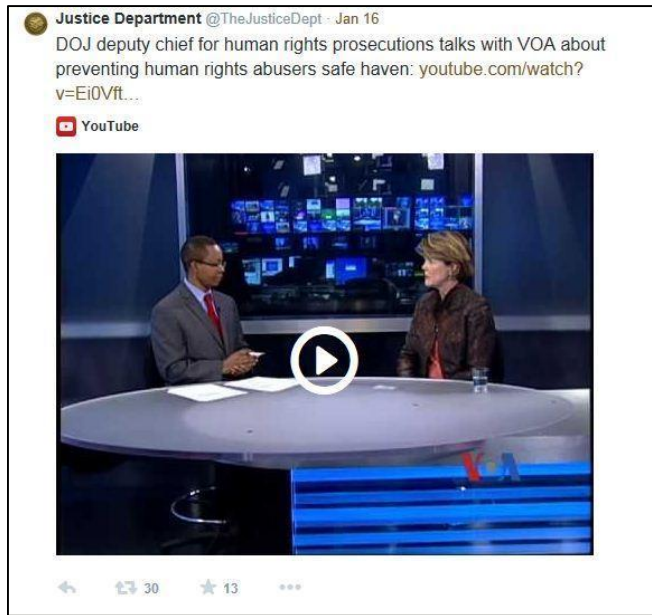 Justice Department @TheJusticeDept · Jan 16
DOJ deputy chief for human rights prosecutions talks with VOA about
preventing human rights abusers safe haven: youtube.com/watch?
v=Ei0Vft...
YouTube
VOA
30 13